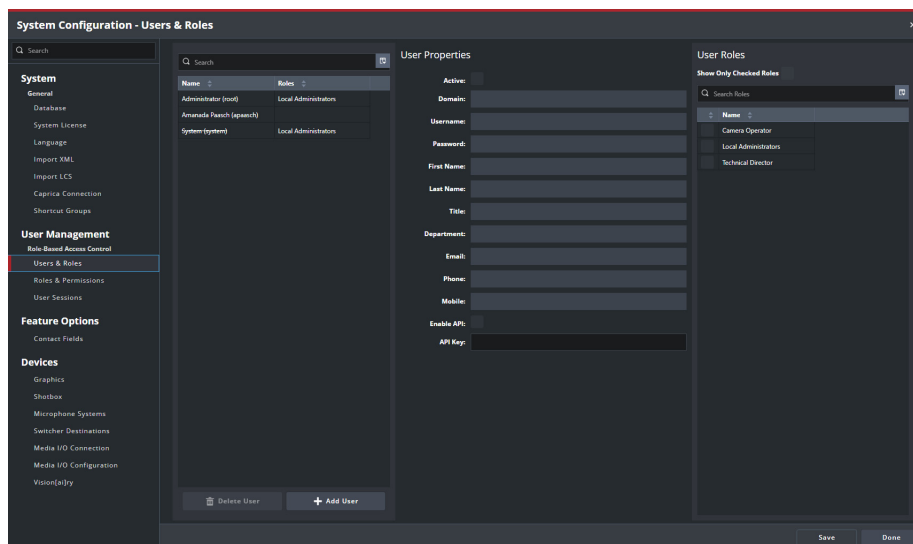 System Configuration - Users & Roles
Search
System
General
Database
System License
Language
Import XML
Import LCS
Caprica Connection
Shortcut Groups
User Management
Role-Based Access Control
Users & Roles
Roles & Permissions
User Sessions
Feature Options
Contact Fields
Devices
Graphics
Shotbox
Microphone Systems
Switcher Destinations
Media I/O Connection
Media I/O Configuration
Vision[ai]ry
Search
Name Roles
Administrator (root) Local Administrators
Amanada Paasch (apaasch)
System (system) Local Administrators
Delete User
Add User
User Properties
Active:
Domain:
Username:
Password:
First Name:
Last Name:
Title:
Department:
Email:
Phone:
Mobile:
Enable API:
API Key:
User Roles
Show Only Checked Roles
Search Roles
Name
Camera Operator
Local Administrators
Technical Director
Save
Done